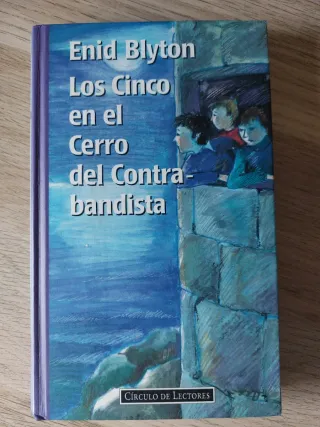 Enid Blyton
Los Cinco
en el
Cerro
del Contra-
bandista
CÍRCULO DE LECTORES